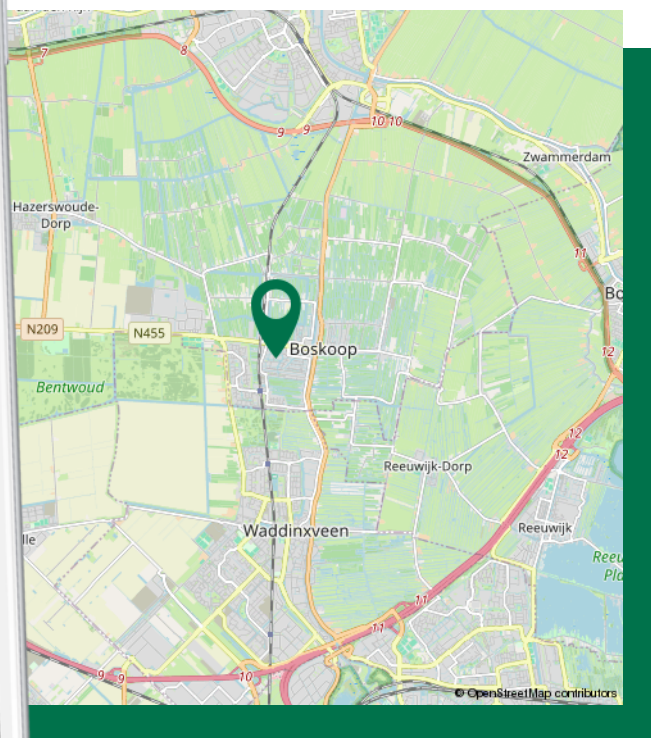 7
8
9
9
10
10
Zwammerdam
Hazerswoude-
Dorp
11
Bo
N209
N455
Boskoop
12
Bentwoud
12
12
Reeuwijk-Dorp
Waddinxveen
Reeuwijk
lle
Reeu
Pla
11
11
9
9
10
© OpenStreetMap contributors